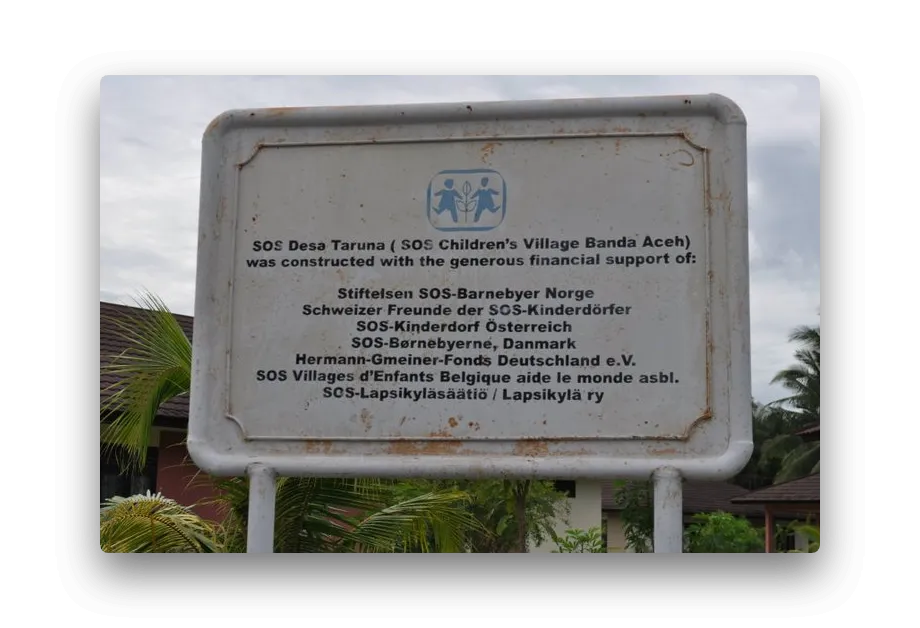 SOS Desa Taruna ( SOS Children's Village Banda Aceh)
was constructed with the generous financial support of:
Stiftelsen SOS-Barnebyer Norge
Schweizer Freunde der SOS-Kinderdörfer
SOS-Kinderdorf Österreich
SOS-Børnebyerne, Danmark
Hermann-Gmeiner-Fonds Deutschland e.V.
SOS Villages d'Enfants Belgique aide le monde asbl.
SOS-Lapsikyläsäätiö / Lapsikylä ry